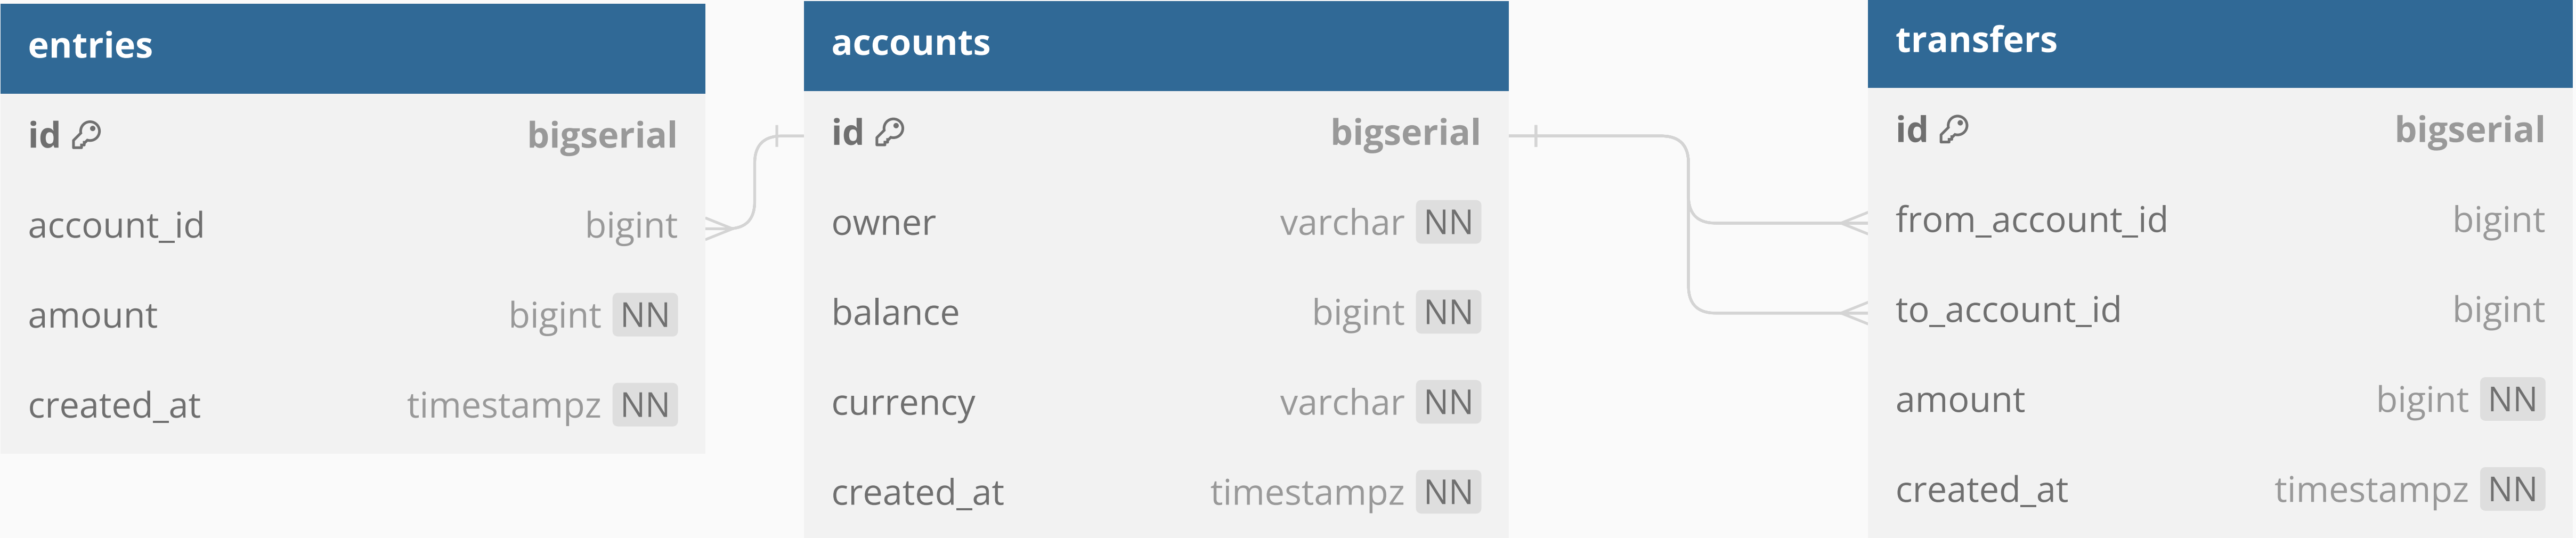 entries
id bigserial
account_id bigint
amount bigint NN
created_at timestampz NN
accounts
id bigserial
owner varchar NN
balance bigint NN
currency varchar NN
created_at timestampz NN
transfers
id bigserial
from_account_id bigint
to_account_id bigint
amount bigint NN
created_at timestampz NN